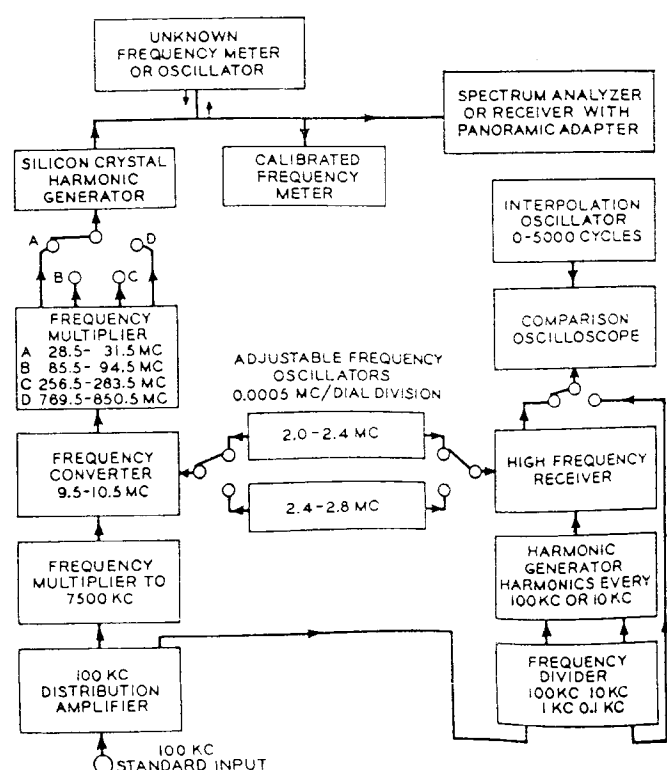 UNKNOWN
FREQUENCY METER
OR OSCILLATOR
SPECTRUM ANALYZER
OR RECEIVER WITH
PANORAMIC ADAPTER
SILICON CRYSTAL
HARMONIC
GENERATOR
CALIBRATED
FREQUENCY
METER
INTERPOLATION
OSCILLATOR
0-5000 CYCLES
A
D
B
C
FREQUENCY
MULTIPLIER
A 28.5- 31.5 MC
B 85.5- 94.5 MC
C 256.5-283.5 MC
D 769.5-850.5 MC
COMPARISON
OSCILLOSCOPE
ADJUSTABLE FREQUENCY
OSCILLATORS
0.0005 MC/DIAL DIVISION
FREQUENCY
CONVERTER
9.5-10.5 MC
2.0-2.4 MC
2.4-2.8 MC
HIGH FREQUENCY
RECEIVER
FREQUENCY
MULTIPLIER TO
7500 KC
HARMONIC
GENERATOR
HARMONICS EVERY
100 KC OR 10 KC
100 KC
DISTRIBUTION
AMPLIFIER
FREQUENCY
DIVIDER
100KC 10 KC
1 KC 0.1 KC
100 KC
STANDARD INPUT